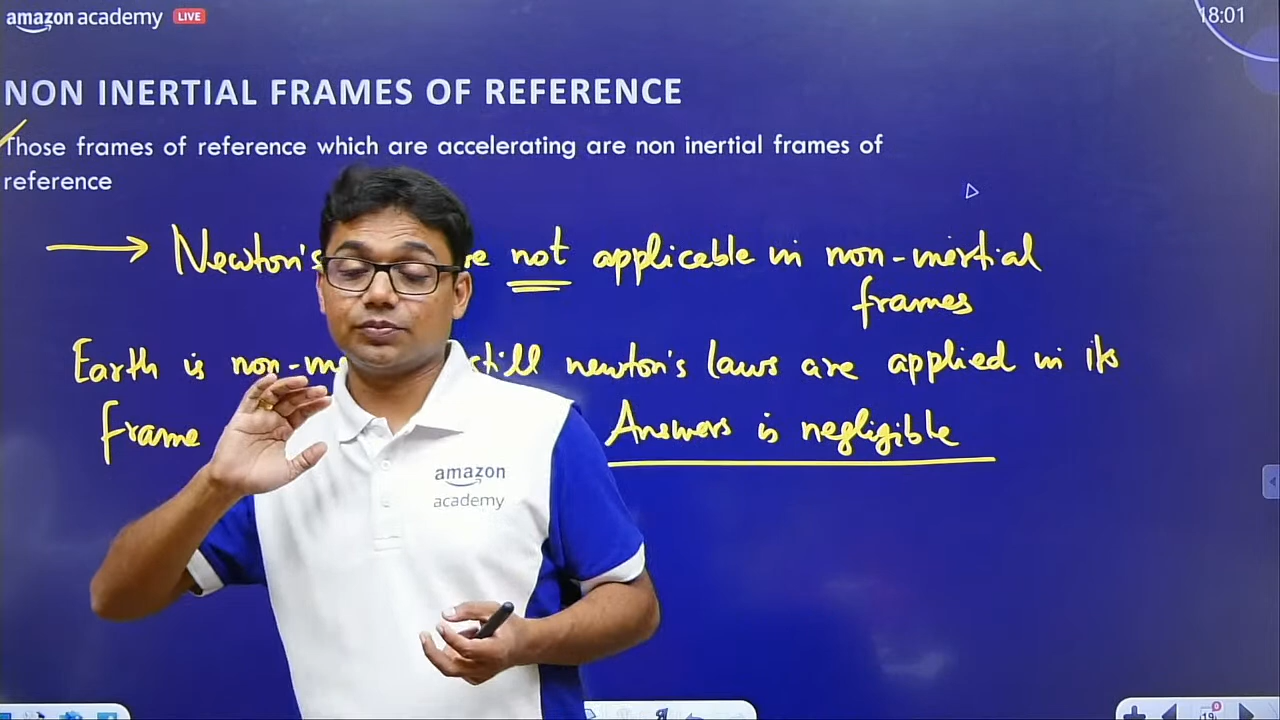 amazon academy LIVE
18:01
NON INERTIAL FRAMES OF REFERENCE
Those frames of reference which are accelerating are non inertial frames of
reference
Newton's not applicable in non-inertial
frames
Earth is still newton's laws are applied in its
frame Answers is negligible
amazon
academy